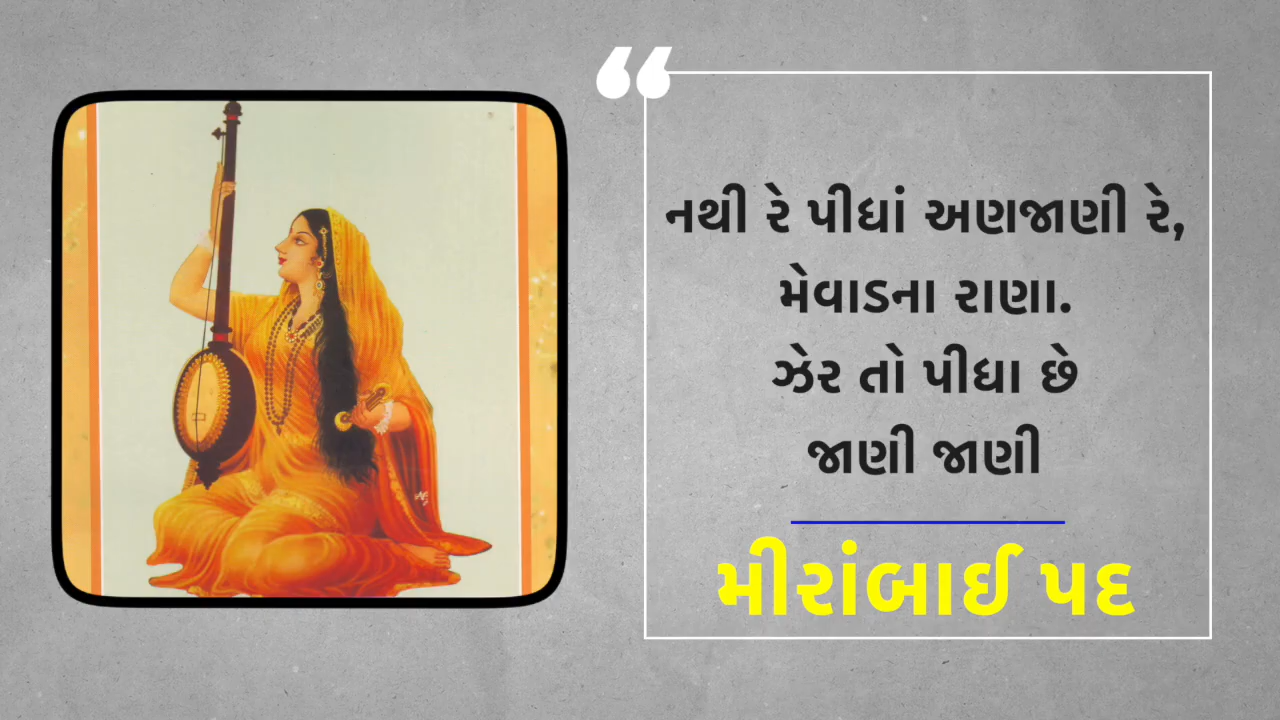 નથી રે પીધાં અણજાણી રે,
મેવાડના રાણા.
ઝેર તો પીધા છે
જાણી જાણી
મીરાંબાઈ પદ